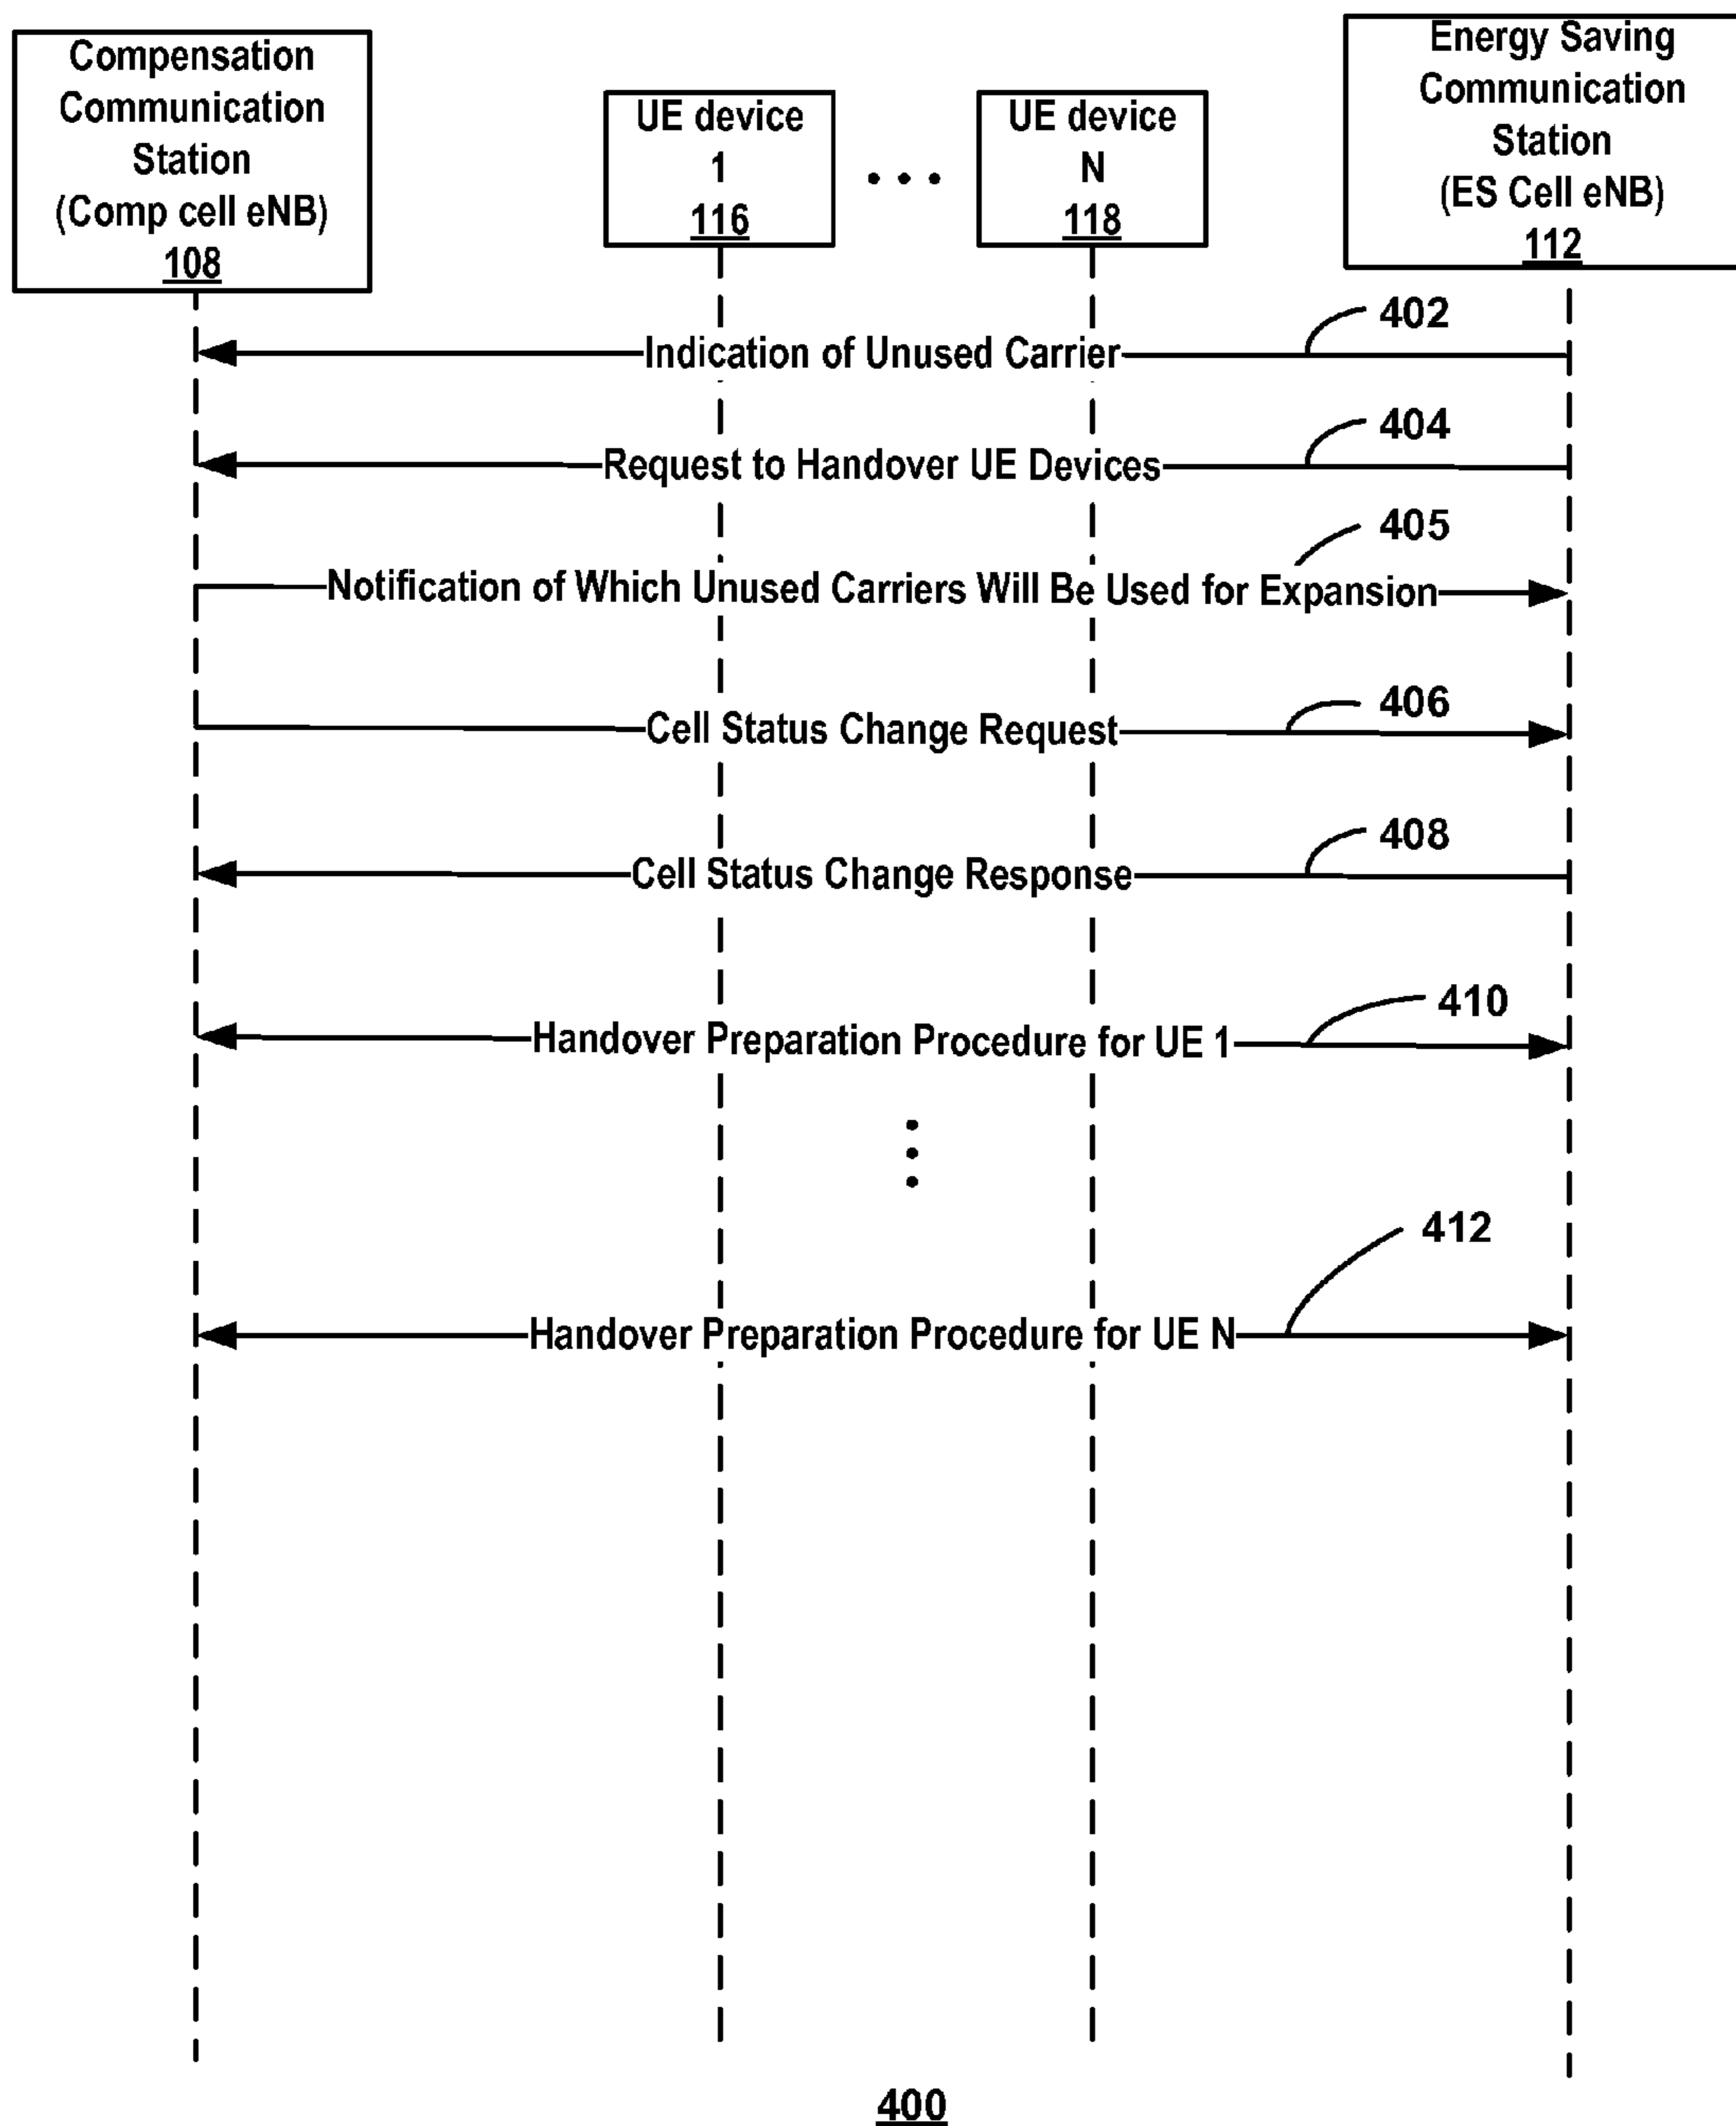 Compensation
Communication
Station
(Comp cell eNB)
108
UE device
1
116
UE device
N
118
Energy Saving
Communication
Station
(ES Cell eNB)
112
402
Indication of Unused Carrier
404
Request to Handover UE Devices
405
Notification of Which Unused Carriers Will Be Used for Expansion
406
Cell Status Change Request
408
Cell Status Change Response
410
Handover Preparation Procedure for UE 1
412
Handover Preparation Procedure for UE N
400